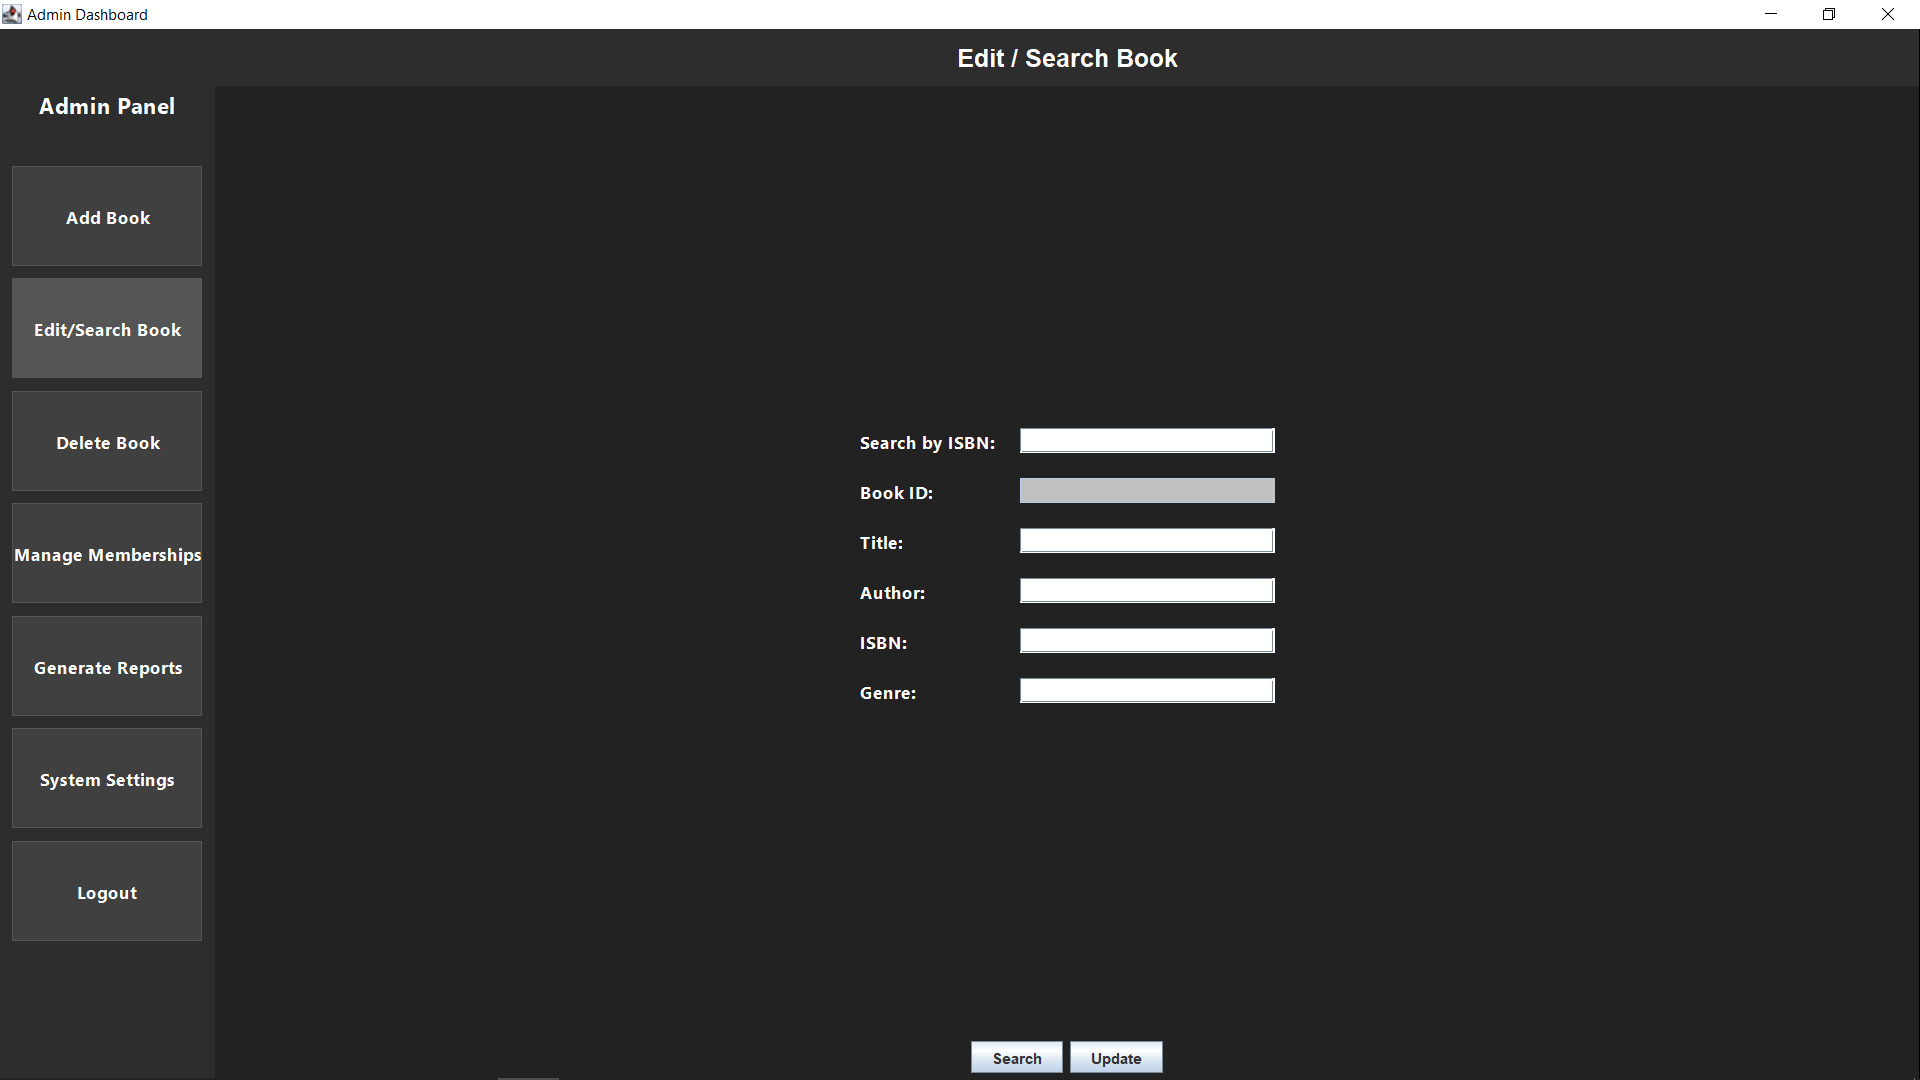 Admin Dashboard
Edit / Search Book
Admin Panel
Add Book
Edit/Search Book
Delete Book
Manage Memberships
Generate Reports
System Settings
Logout
Search by ISBN:
Book ID:
Title:
Author:
ISBN:
Genre:
Search
Update